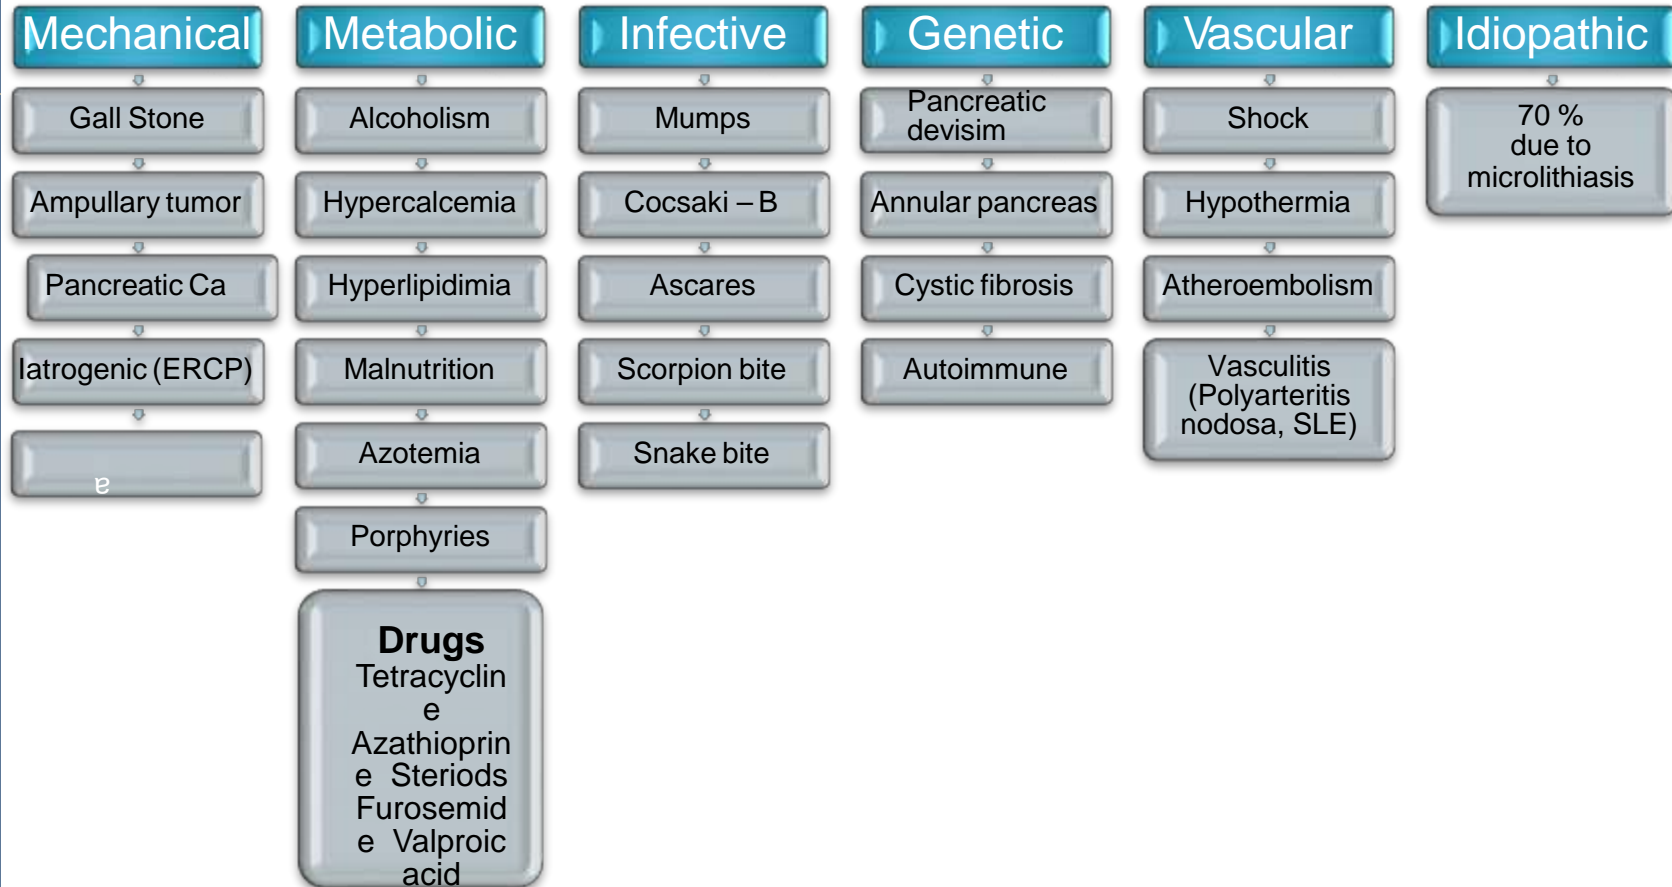 Mechanical
Gall Stone
Ampullary tumor
Pancreatic Ca
Iatrogenic (ERCP)
a
Metabolic
Alcoholism
Hypercalcemia
Hyperlipidimia
Malnutrition
Azotemia
Porphyries
Drugs
Tetracyclin
e
Azathioprin
e Steriods
Furosemid
e Valproic
acid
Infective
Mumps
Cocsaki – B
Ascares
Scorpion bite
Snake bite
Genetic
Pancreatic
devisim
Annular pancreas
Cystic fibrosis
Autoimmune
Vascular
Shock
Hypothermia
Atheroembolism
Vasculitis
(Polyarteritis
nodosa, SLE)
Idiopathic
70 %
due to
microlithiasis